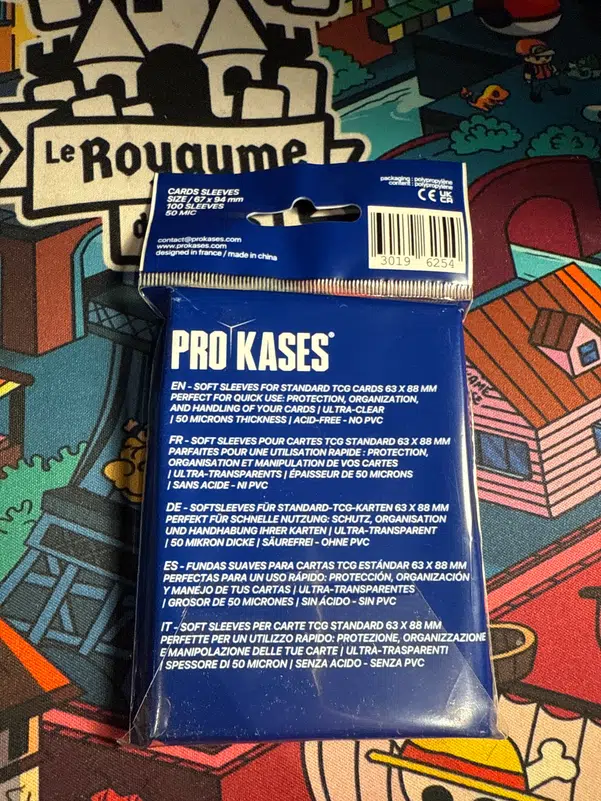 Le Royaume
d
CARDS SLEEVES
SIZE / 67 x 94 mm
100 SLEEVES
50 MIC
packaging : polypropylène
content : polypropylene
CE UK CA
contact@prokases.com
www.prokases.com
designed in france / made in china
3019 6254
PRO KASES®
EN - SOFT SLEEVES FOR STANDARD TCG CARDS 63 X 88 MM
PERFECT FOR QUICK USE: PROTECTION, ORGANIZATION,
AND HANDLING OF YOUR CARDS | ULTRA-CLEAR
| 50 MICRONS THICKNESS | ACID-FREE - NO PVC
FR - SOFT SLEEVES POUR CARTES TCG STANDARD 63 X 88 MM
PARFAITES POUR UNE UTILISATION RAPIDE : PROTECTION,
ORGANISATION ET MANIPULATION DE VOS CARTES
| ULTRA-TRANSPARENTS | ÉPAISSEUR DE 50 MICRONS
| SANS ACIDE - NI PVC
DE - SOFTSLEEVES FÜR STANDARD-TCG-KARTEN 63 X 88 MM
PERFEKT FÜR SCHNELLE NUTZUNG: SCHUTZ, ORGANISATION
UND HANDHABUNG IHRER KARTEN | ULTRA-TRANSPARENT
| 50 MIKRON DICKE | SÄUREFREI - OHNE PVC
ES - FUNDAS SUAVES PARA CARTAS TCG ESTÁNDAR 63 X 88 MM
PERFECTAS PARA UN USO RÁPIDO: PROTECCIÓN, ORGANIZACIÓN
Y MANEJO DE TUS CARTAS | ULTRA-TRANSPARENTES
| GROSOR DE 50 MICRONES | SIN ÁCIDO - SIN PVC
IT - SOFT SLEEVES PER CARTE TCG STANDARD 63 X 88 MM
PERFETTE PER UN UTILIZZO RAPIDO: PROTEZIONE, ORGANIZZAZIONE
E MANIPOLAZIONE DELLE TUE CARTE | ULTRA-TRASPARENTI
| SPESSORE DI 50 MICRON | SENZA ACIDO - SENZA PVC